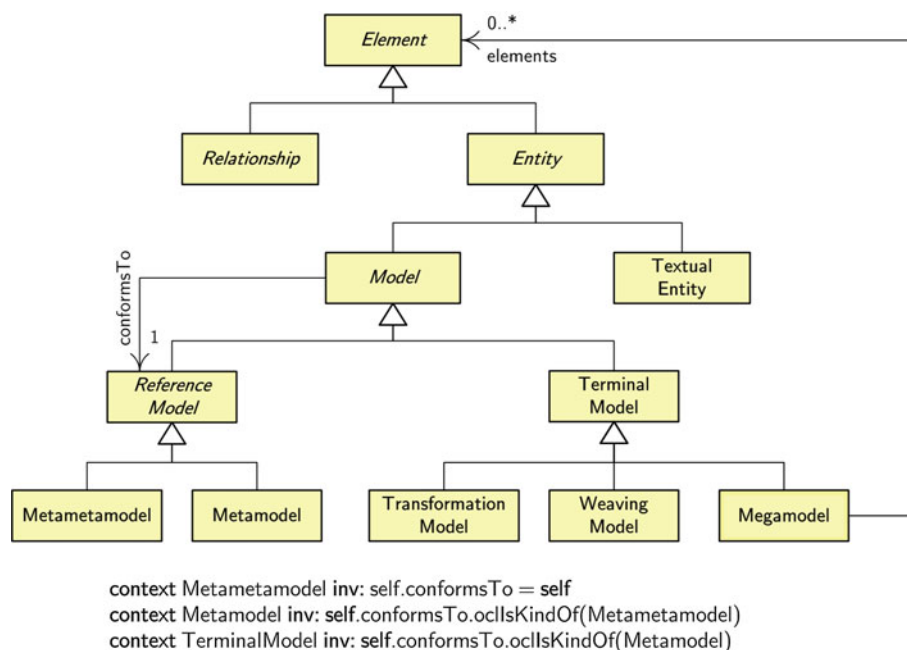 0..*
Element
elements
Relationship
Entity
conformsTo
Model
Textual
Entity
1
Reference
Model
Terminal
Model
Metametamodel
Metamodel
Transformation
Model
Weaving
Model
Megamodel
context Metametamodel inv: self.conformsTo = self
context Metamodel inv: self.conformsTo.oclIsKindOf(Metametamodel)
context TerminalModel inv: self.conformsTo.oclIsKindOf(Metamodel)